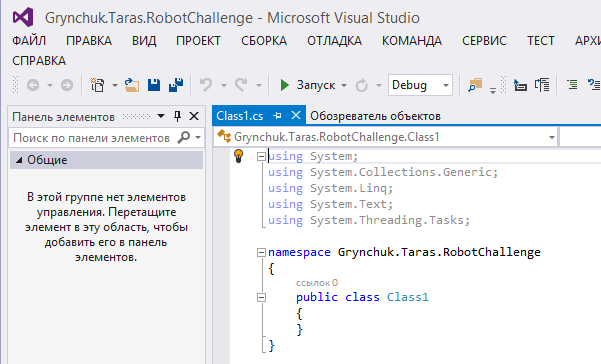 Grynchuk.Taras.RobotChallenge - Microsoft Visual Studio
ФАЙЛ ПРАВКА ВИД ПРОЕКТ СБОРКА ОТЛАДКА КОМАНДА СЕРВИС ТЕСТ АРХИ
СПРАВКА
Запуск Debug
Панель элементов
Поиск по панели элементов
Общие
В этой группе нет элементов
управления. Перетащите
элемент в эту область, чтобы
добавить его в панель
элементов.
Class1.cs Обозреватель объектов
Grynchuk.Taras.RobotChallenge.Class1
using System;
using System.Collections.Generic;
using System.Linq;
using System.Text;
using System.Threading.Tasks;
namespace Grynchuk.Taras.RobotChallenge
{
ссылок 0
public class Class1
{
}
}